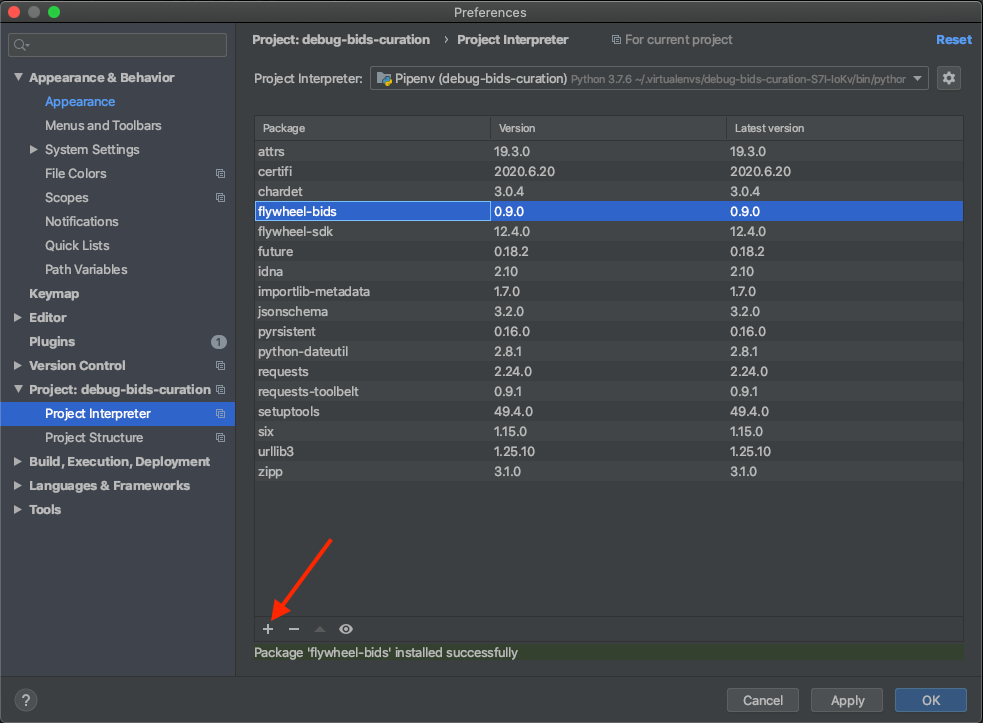 Preferences
Project: debug-bids-curation › Project Interpreter For current project Reset
Appearance & Behavior
Appearance
Menus and Toolbars
System Settings
File Colors
Scopes
Notifications
Quick Lists
Path Variables
Keymap
Editor
Plugins 1
Version Control
Project: debug-bids-curation
Project Interpreter
Project Structure
Build, Execution, Deployment
Languages & Frameworks
Tools
Project Interpreter: Pipenv (debug-bids-curation) Python 3.7.6 ~/.virtualenvs/debug-bids-curation-S7I-IoKv/bin/pythor
Package Version Latest version
attrs 19.3.0 19.3.0
certifi 2020.6.20 2020.6.20
chardet 3.0.4 3.0.4
flywheel-bids 0.9.0 0.9.0
flywheel-sdk 12.4.0 12.4.0
future 0.18.2 0.18.2
idna 2.10 2.10
importlib-metadata 1.7.0 1.7.0
jsonschema 3.2.0 3.2.0
pyrsistent 0.16.0 0.16.0
python-dateutil 2.8.1 2.8.1
requests 2.24.0 2.24.0
requests-toolbelt 0.9.1 0.9.1
setuptools 49.4.0 49.4.0
six 1.15.0 1.15.0
urllib3 1.25.10 1.25.10
zipp 3.1.0 3.1.0
Package 'flywheel-bids' installed successfully
? Cancel Apply OK